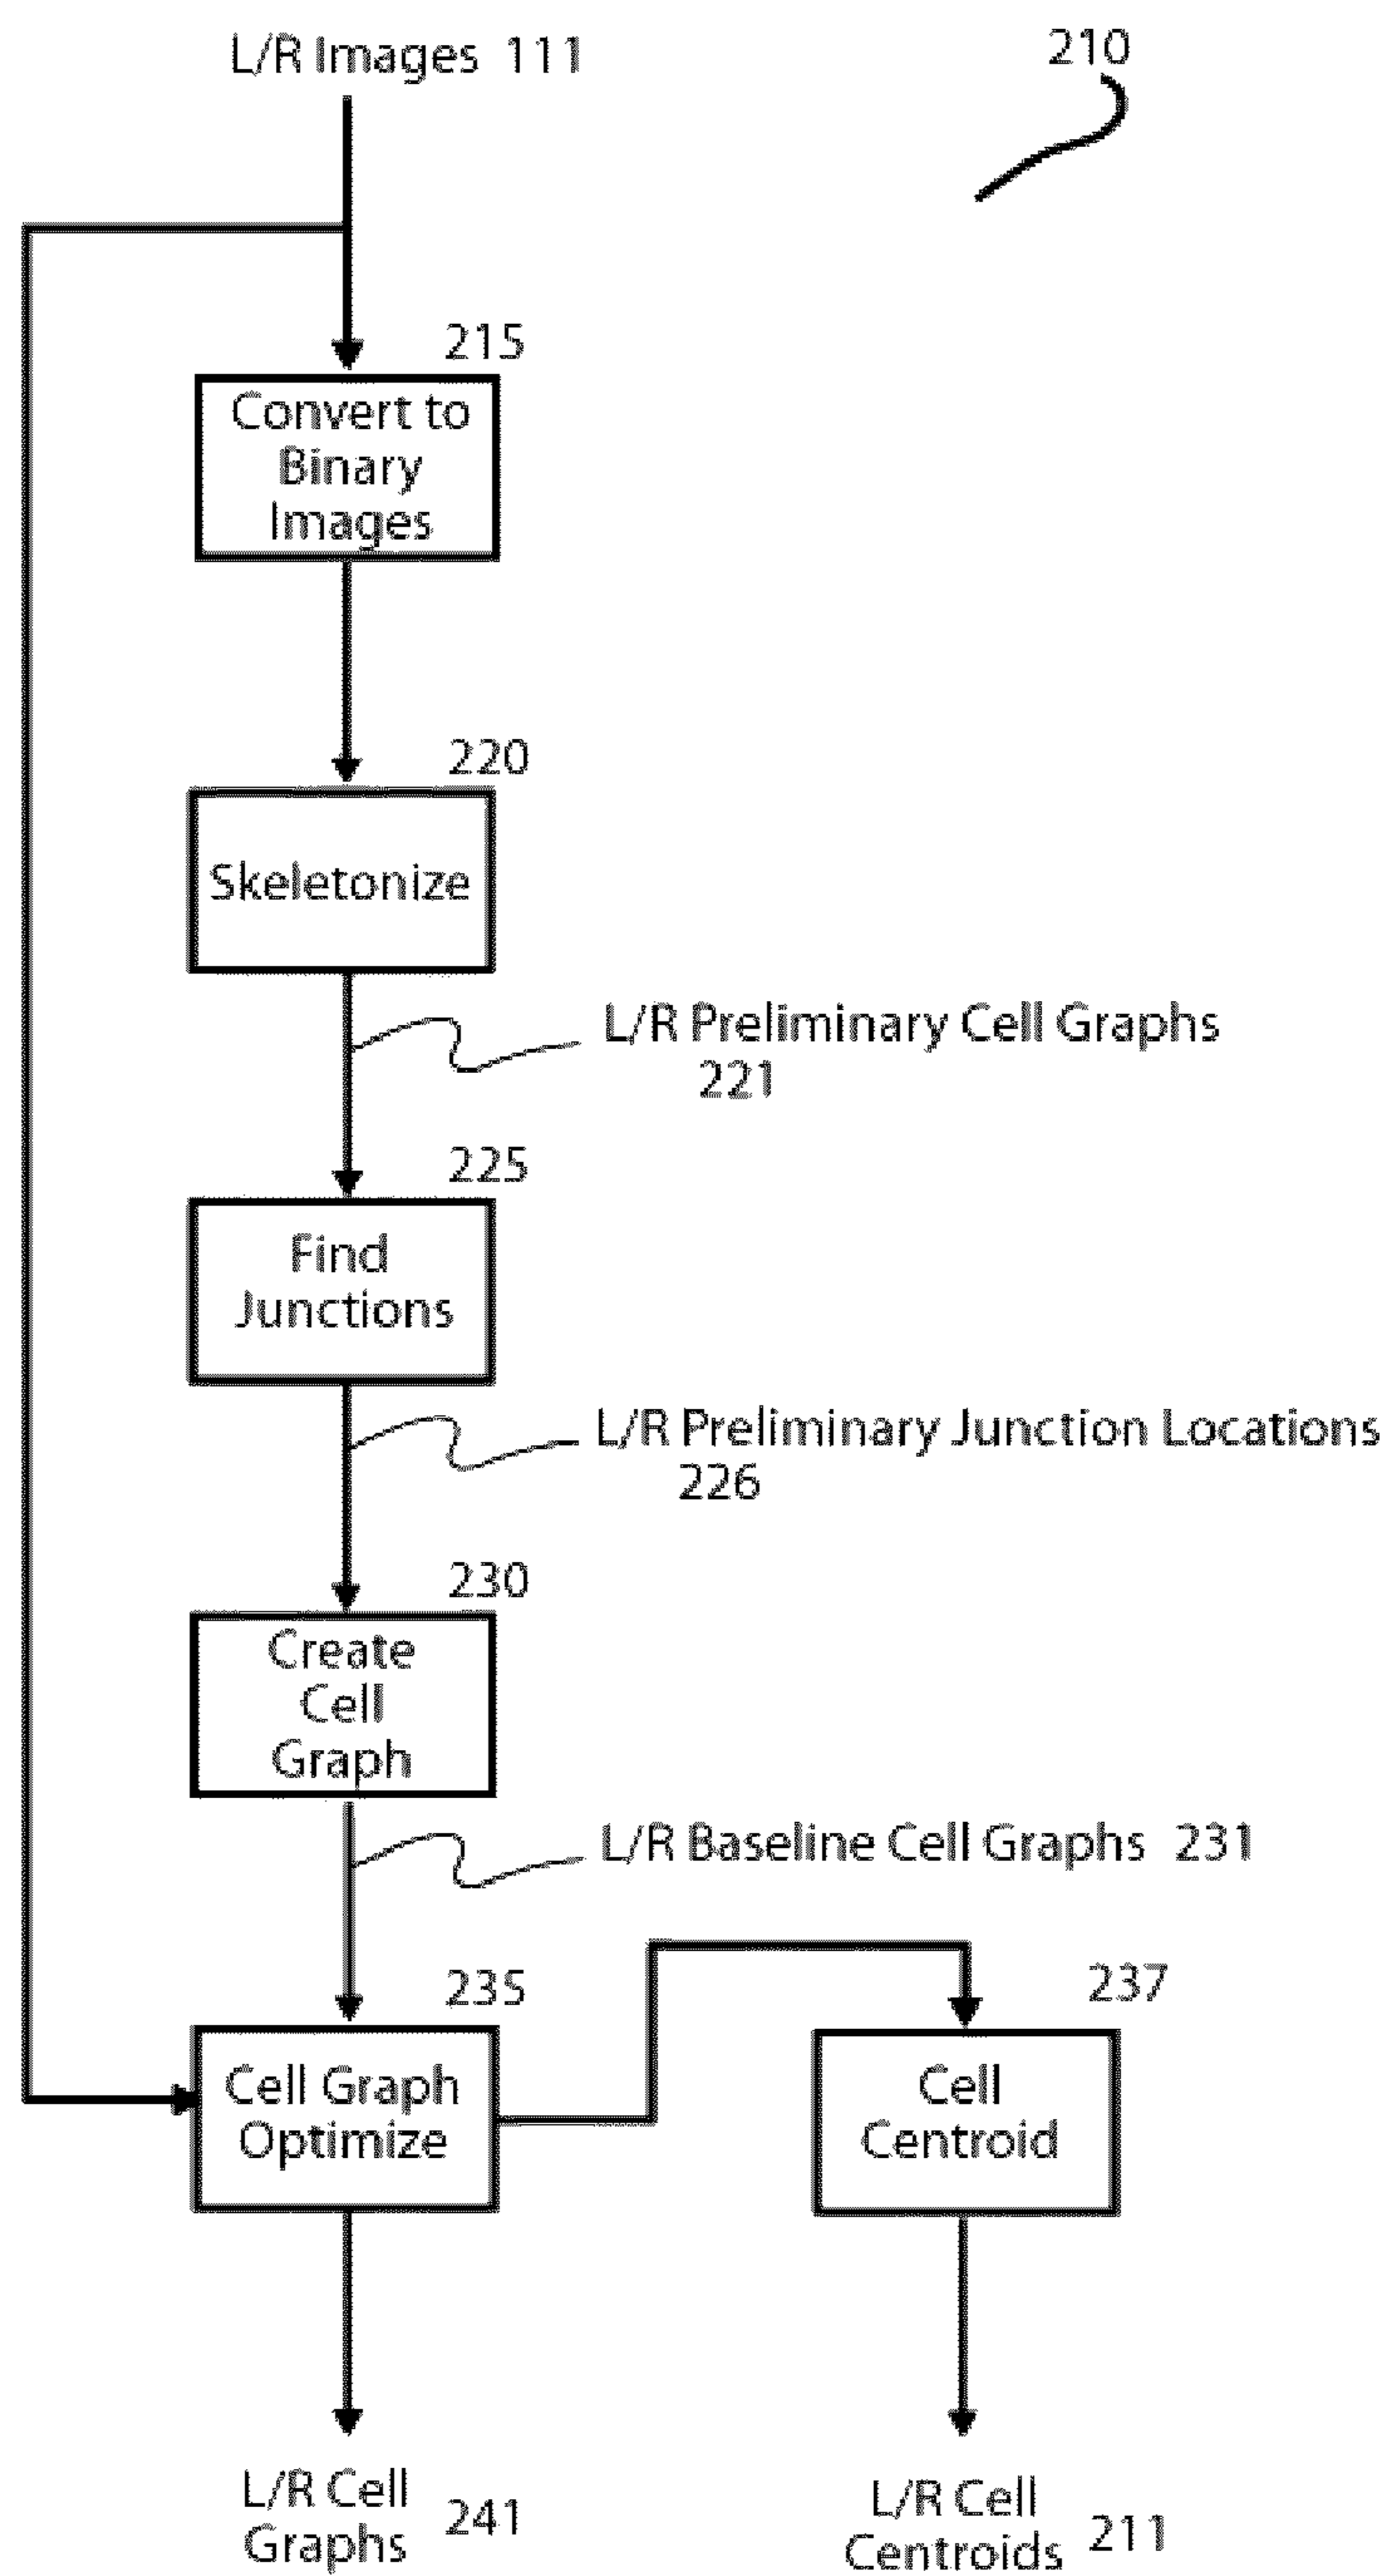 L/R Images 111
210
215
Convert to
Binary
Images
220
Skeletonize
L/R Preliminary Cell Graphs
221
225
Find
Junctions
L/R Preliminary Junction Locations
226
230
Create
Cell
Graph
L/R Baseline Cell Graphs 231
235
237
Cell Graph
Optimize
Cell
Centroid
L/R Cell
Graphs 241
L/R Cell
Centroids 211